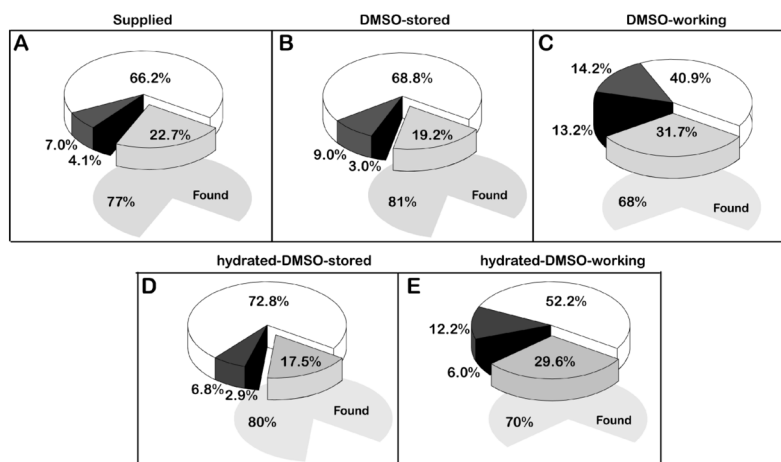 Supplied
DMSO-stored
DMSO-working
A
66.2%
7.0%
4.1%
22.7%
77%
Found
B
68.8%
9.0%
3.0%
19.2%
81%
Found
C
14.2%
40.9%
13.2%
31.7%
68%
Found
hydrated-DMSO-stored
hydrated-DMSO-working
D
72.8%
6.8%
2.9%
17.5%
80%
Found
E
52.2%
12.2%
6.0%
29.6%
70%
Found